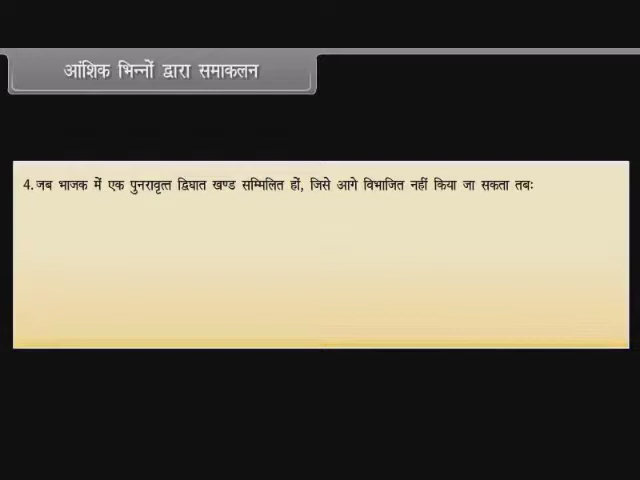 आंशिक भिन्नों द्वारा समाकलन
4. जब भाजक में एक पुनरावृत्त द्विघात खण्ड सम्मिलित हों, जिसे आगे विभाजित नहीं किया जा सकता तबः